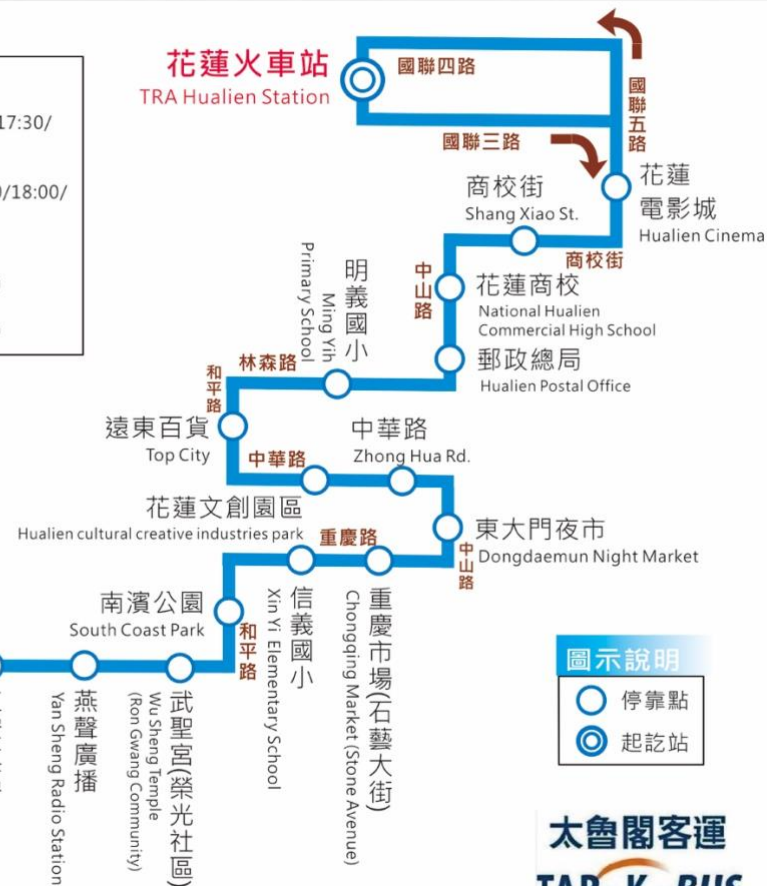 17:30/
/18:00/
花蓮火車站
TRA Hualien Station
國聯四路
國聯五路
國聯三路
花蓮
電影城
Hualien Cinema
商校街
Shang Xiao St.
商校街
中山路
花蓮商校
National Hualien
Commercial High School
郵政總局
Hualien Postal Office
明義國小
Ming Yih
Primary School
林森路
和平路
遠東百貨
Top City
中華路
中華路
Zhong Hua Rd.
花蓮文創園區
Hualien cultural creative industries park
東大門夜市
Dongdaemun Night Market
中山路
重慶路
重慶市場(石藝大街)
Chongqing Market (Stone Avenue)
信義國小
Xin Yi Elementary School
南濱公園
South Coast Park
和平路
武聖宮(榮光社區)
Wu Sheng Temple
(Ron Gwang Community)
燕聲廣播
Yan Sheng Radio Station
圖示說明
停靠點
起訖站
太魯閣客運
BUS